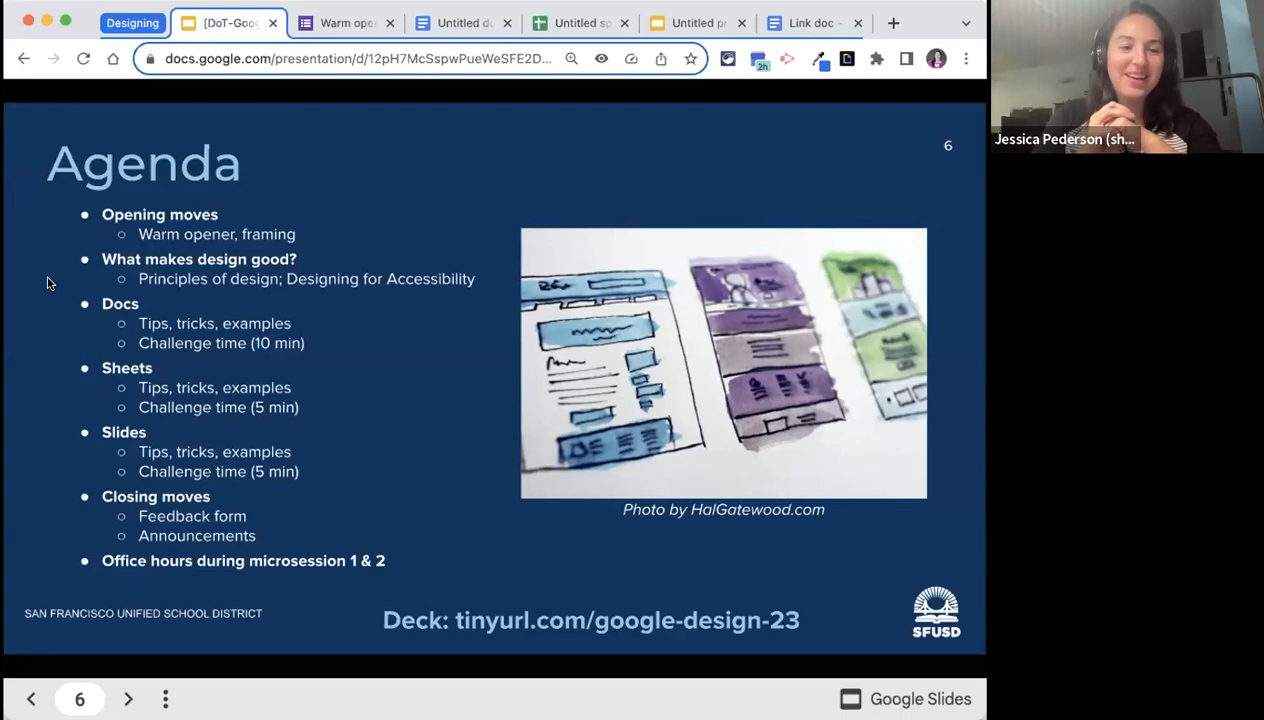 Designing
[DoT-Goo
Warm ope
Untitled do
Untitled sp
Untitled pr
Link doc -
docs.google.com/presentation/d/12pH7McSspwPueWeSFE2D...
2h
Jessica Pederson (sh...
6
Agenda
● Opening moves
○ Warm opener, framing
● What makes design good?
○ Principles of design; Designing for Accessibility
● Docs
○ Tips, tricks, examples
○ Challenge time (10 min)
● Sheets
○ Tips, tricks, examples
○ Challenge time (5 min)
● Slides
○ Tips, tricks, examples
○ Challenge time (5 min)
● Closing moves
○ Feedback form
○ Announcements
● Office hours during microsession 1 & 2
Photo by HalGatewood.com
SAN FRANCISCO UNIFIED SCHOOL DISTRICT
Deck: tinyurl.com/google-design-23
SFUSD
6
Google Slides